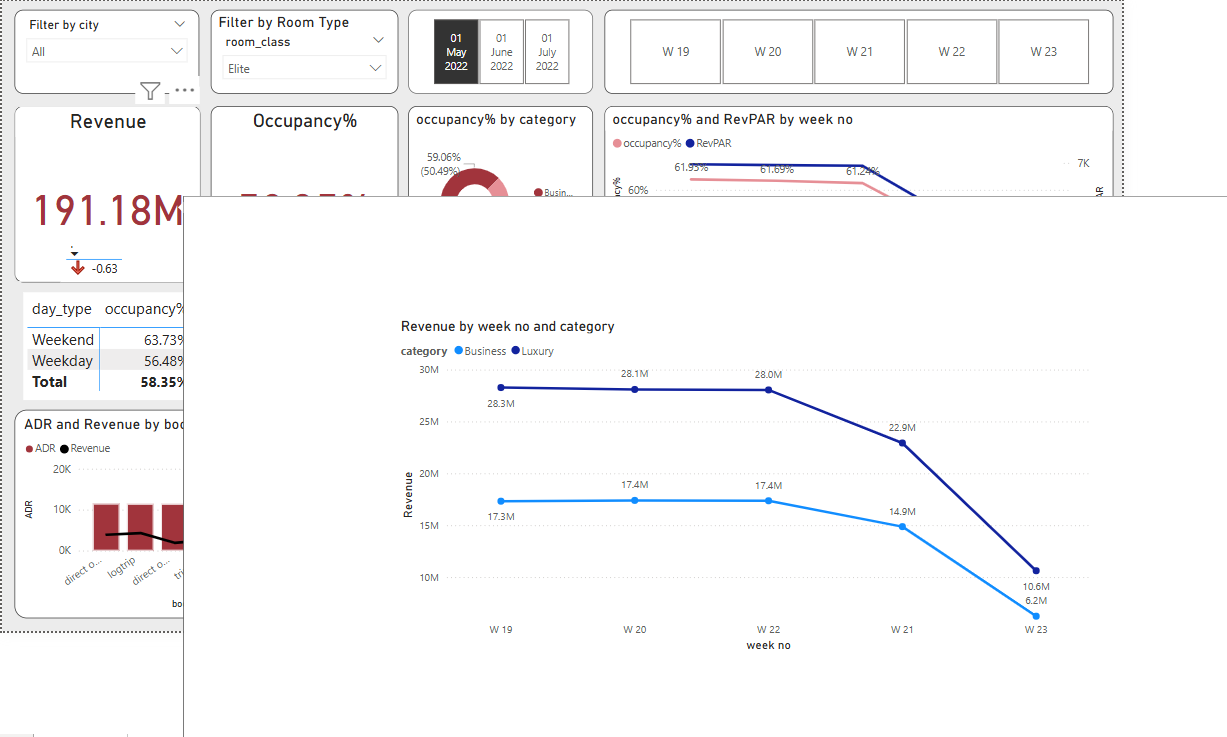 Filter by city
All
Filter by Room Type
room_class
Elite
01
May
2022
01
June
2022
01
July
2022
W 19
W 20
W 21
W 22
W 23
Revenue
191.18M
-0.63
Occupancy%
occupancy% by category
59.06%
(50.49%)
Busin...
occupancy% and RevPAR by week no
occupancy% RevPAR
61.95%
61.69%
61.24%
60%
7K
day_type occupancy%
Weekend 63.73%
Weekday 56.48%
Total 58.35%
ADR and Revenue by boo
ADR Revenue
20K
10K
0K
ADR
direct o...
logtrip
direct o...
tri
bo
Revenue by week no and category
category Business Luxury
30M
25M
20M
15M
10M
Revenue
28.3M
28.1M
28.0M
22.9M
10.6M
17.3M
17.4M
17.4M
14.9M
6.2M
W 19
W 20
W 22
W 21
W 23
week no